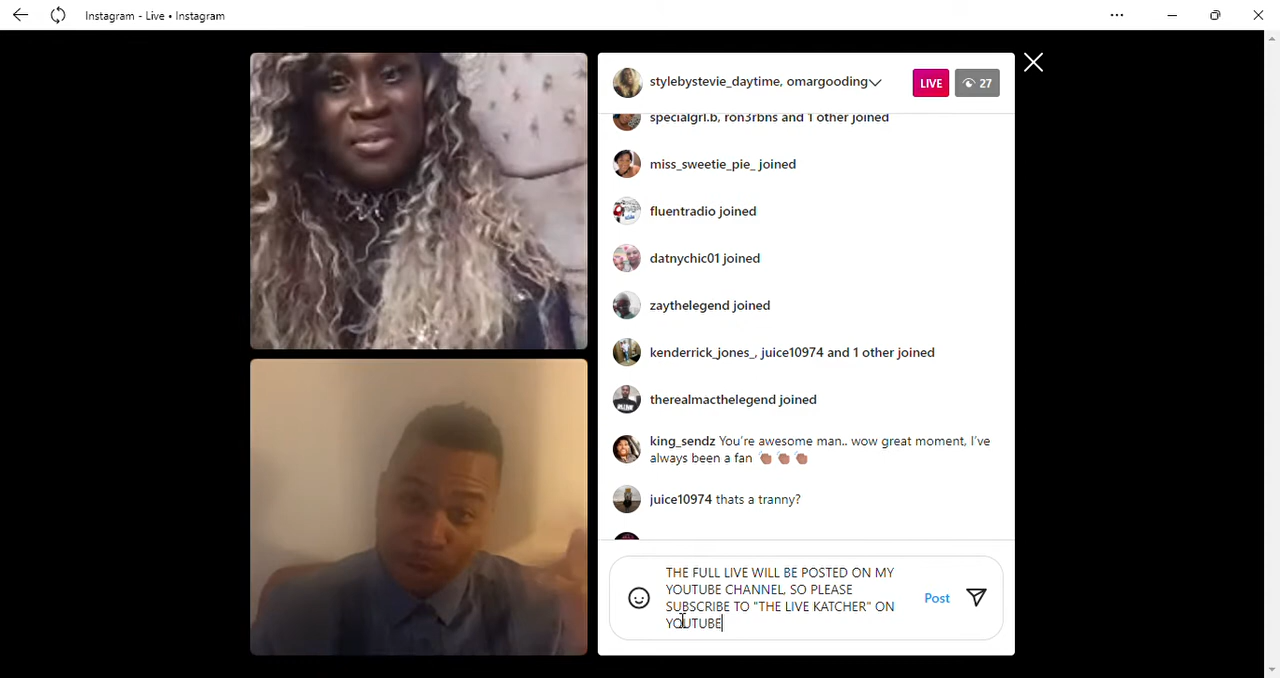 Instagram - Live • Instagram
stylebystevie_daytime, omargooding
LIVE
27
specialgrl.b, ron3rbns and 1 other joined
miss_sweetie_pie_ joined
fluentradio joined
datnychic01 joined
zaythelegend joined
kenderrick_jones_, juice10974 and 1 other joined
therealmacthelegend joined
king_sendz You're awesome man.. wow great moment, I've
always been a fan 👏🏽 👏🏽 👏🏽
juice10974 thats a tranny?
THE FULL LIVE WILL BE POSTED ON MY
YOUTUBE CHANNEL, SO PLEASE
SUBSCRIBE TO "THE LIVE KATCHER" ON
YOUTUBE
Post